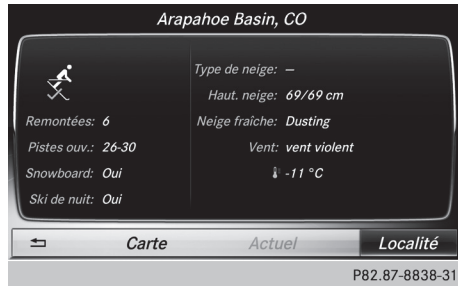 Arapahoe Basin, CO
Remontées: 6
Pistes ouv.: 26-30
Snowboard: Oui
Ski de nuit: Oui
Type de neige: –
Haut. neige: 69/69 cm
Neige fraîche: Dusting
Vent: vent violent
-11 °C
Carte Actuel Localité
P82.87-8838-31